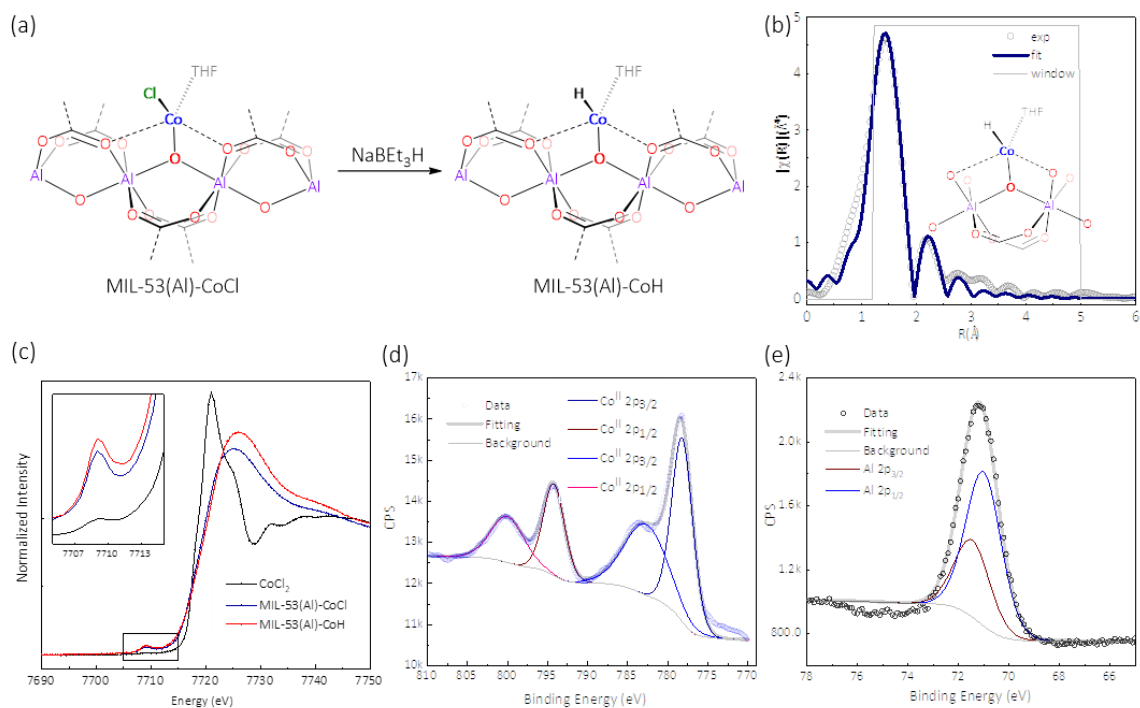 (a)
THF
Cl
Co
O
O
O
O
O
O
Al
Al
Al
Al
O
O
O
O
O
O
MIL-53(Al)-CoCl
NaBEt3H
THF
H
Co
O
O
O
O
O
O
Al
Al
Al
Al
O
O
O
O
O
O
MIL-53(Al)-CoH
(b)
5
4
3
2
1
0
|χ(R)|(Å⁻⁴)
exp
fit
window
THF
H
Co
O
O
O
O
O
Al
Al
O
O
O
O
O
O
0
1
2
3
4
5
6
R(Å)
(c)
Normalized Intensity
7707
7710
7713
CoCl2
MIL-53(Al)-CoCl
MIL-53(Al)-CoH
7690
7700
7710
7720
7730
7740
7750
Energy (eV)
(d)
17k
16k
15k
14k
13k
12k
11k
10k
CPS
Data
Fitting
Background
CoII 2p3/2
CoII 2p1/2
CoII 2p3/2
CoII 2p1/2
810
800
790
780
770
Binding Energy (eV)
(e)
2.4k
2.0k
1.6k
1.2k
800.0
CPS
Data
Fitting
Background
Al 2p3/2
Al 2p1/2
78
76
74
72
70
68
66
Binding Energy (eV)